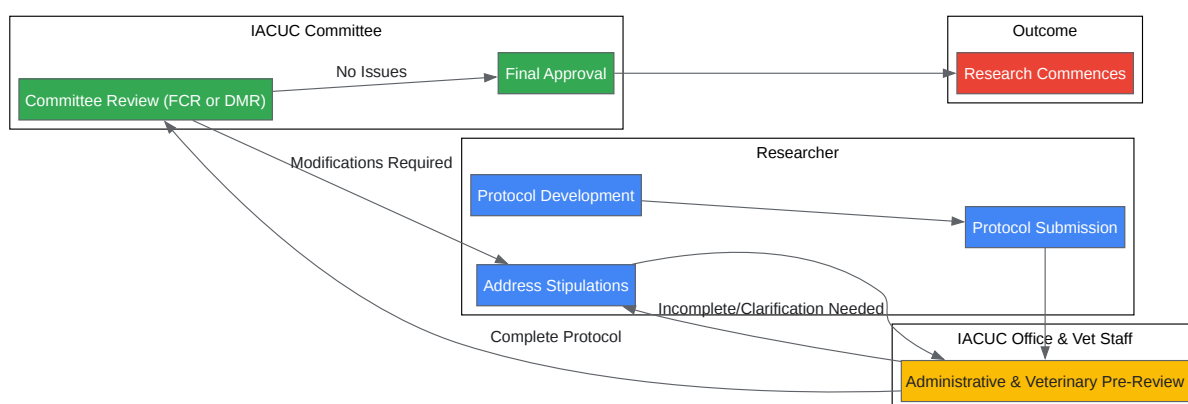 IACUC Committee
Outcome
No Issues
Final Approval
Research Commences
Committee Review (FCR or DMR)
Modifications Required
Researcher
Protocol Development
Protocol Submission
Address Stipulations
Incomplete/Clarification Needed
Complete Protocol
IACUC Office & Vet Staff
Administrative & Veterinary Pre-Review